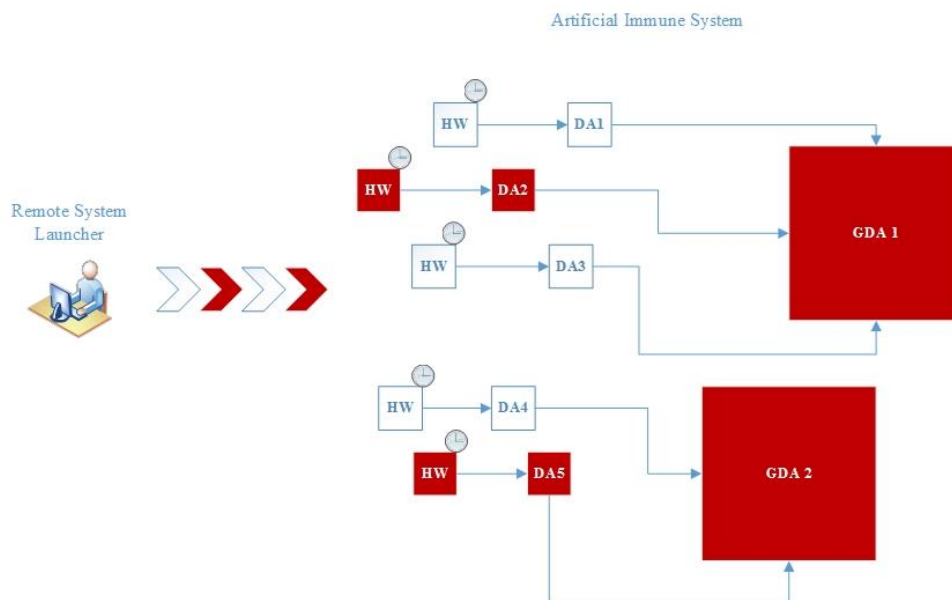 Artificial Immune System
HW
DA1
HW
DA2
GDA 1
Remote System
Launcher
HW
DA3
HW
DA4
HW
DA5
GDA 2